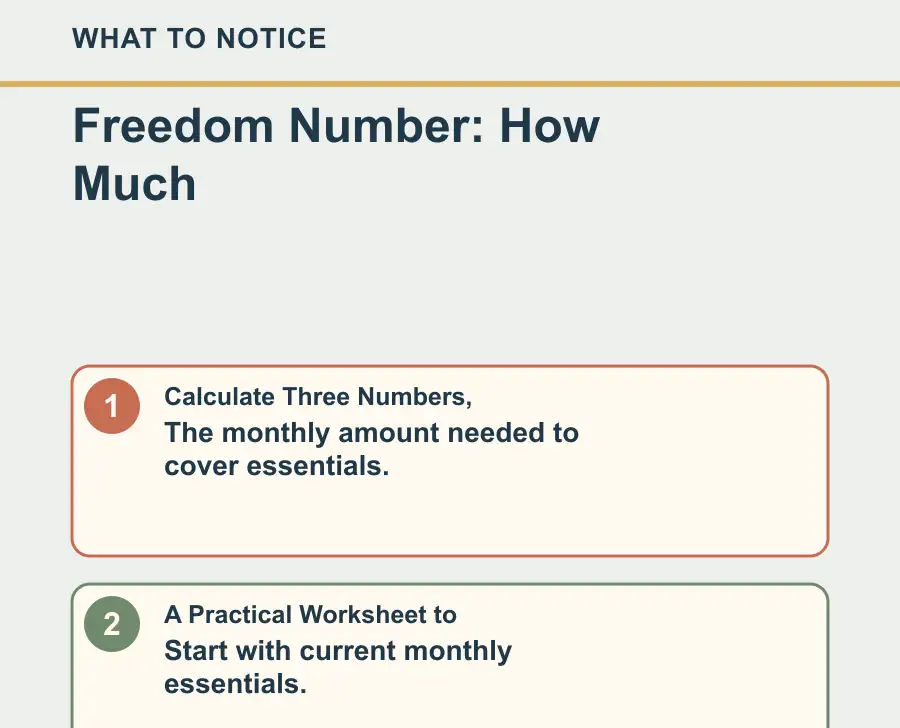 WHAT TO NOTICE
Freedom Number: How
Much
1
Calculate Three Numbers,
The monthly amount needed to
cover essentials.
2
A Practical Worksheet to
Start with current monthly
essentials.